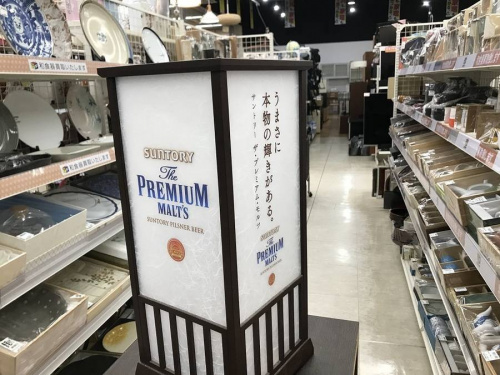 SUNTORY
The
PREMIUM
MALT'S
SUNTORY PILSNER BEER
うまさに
本物の輝きがある。
サントリー ザ・プレミアム・モルツ
SUNTORY
The
PREMIUM
MALT'S